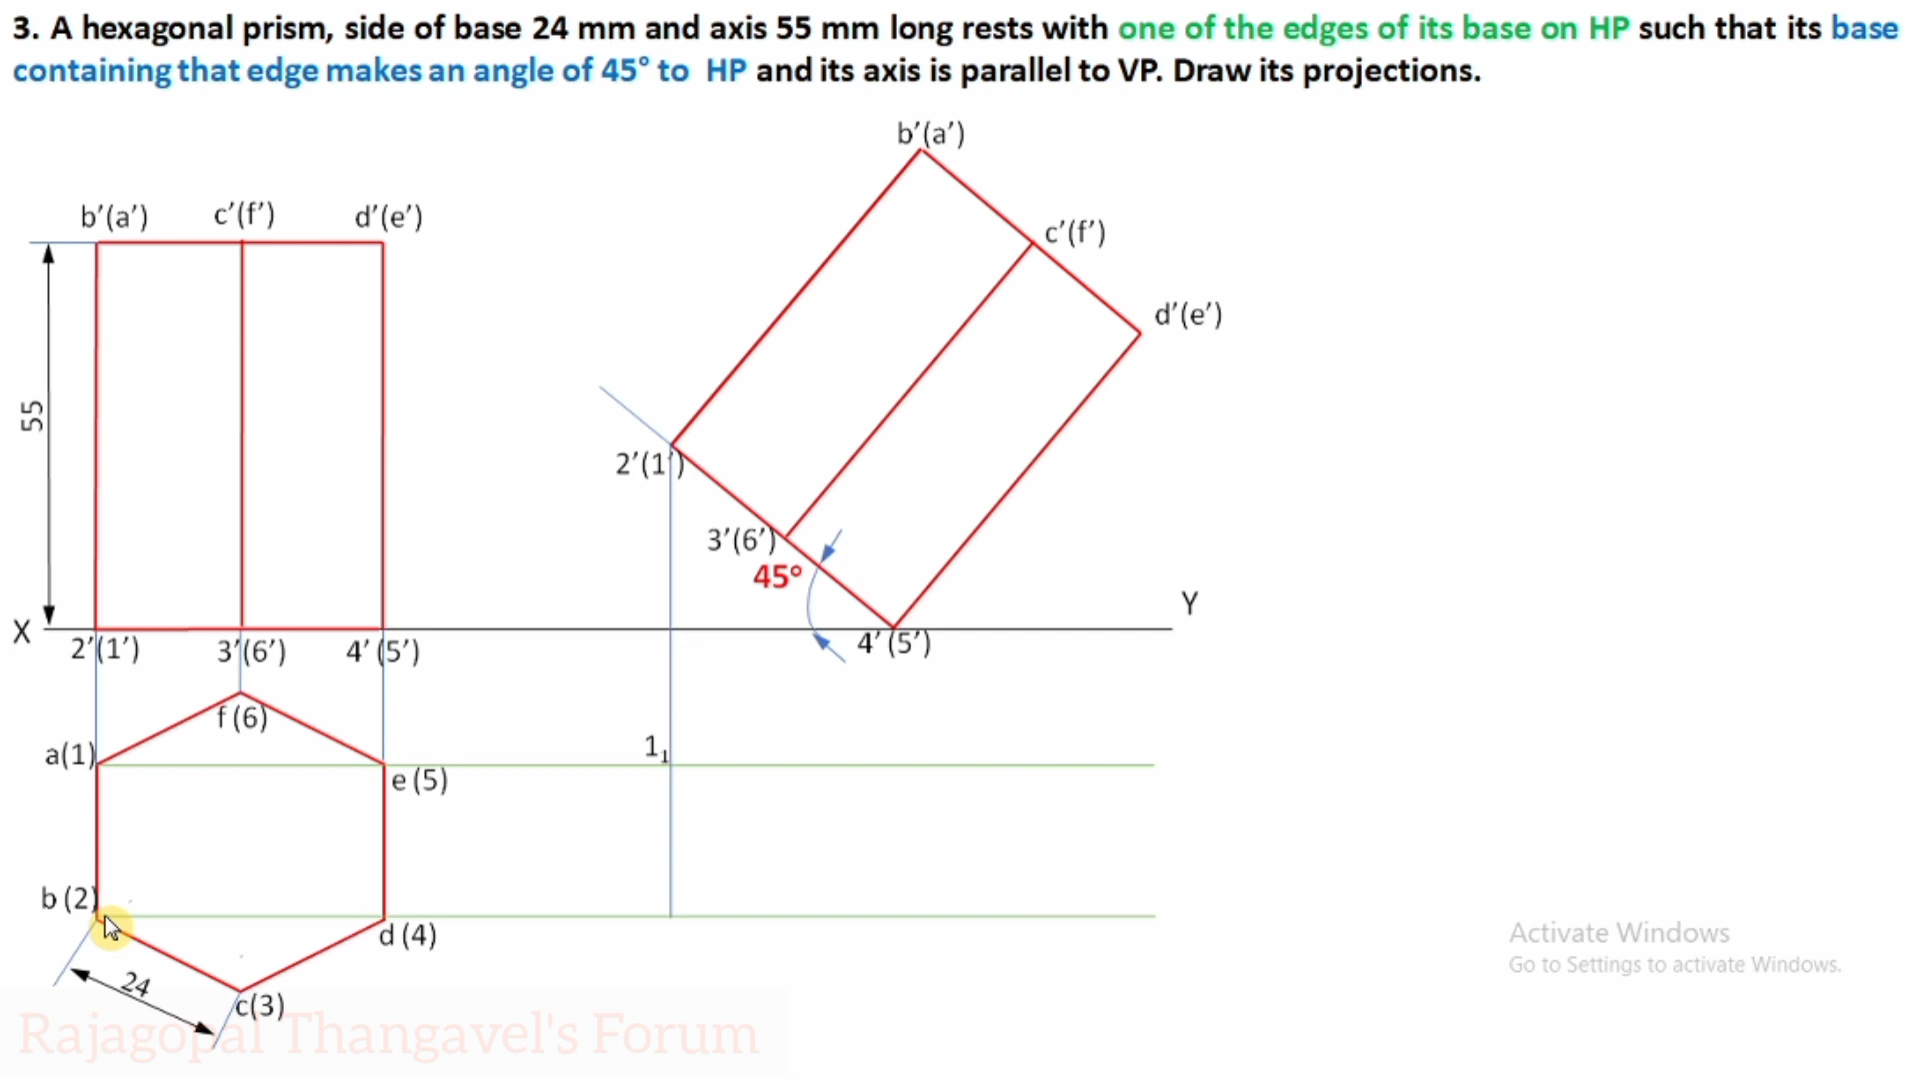 3. A hexagonal prism, side of base 24 mm and axis 55 mm long rests with one of the edges of its base on HP such that its base
containing that edge makes an angle of 45° to HP and its axis is parallel to VP. Draw its projections.
b’(a’)
b’(a’) c’(f’) d’(e’)
c’(f’)
d’(e’)
55
2’(1’)
3’(6’)
45°
X
Y
2’(1’) 3’(6’) 4’(5’)
4’(5’)
f (6)
a(1)
1₁
e (5)
b (2)
d (4)
24
c(3)
Activate Windows
Go to Settings to activate Windows.
Rajagopal Thangavel's Forum